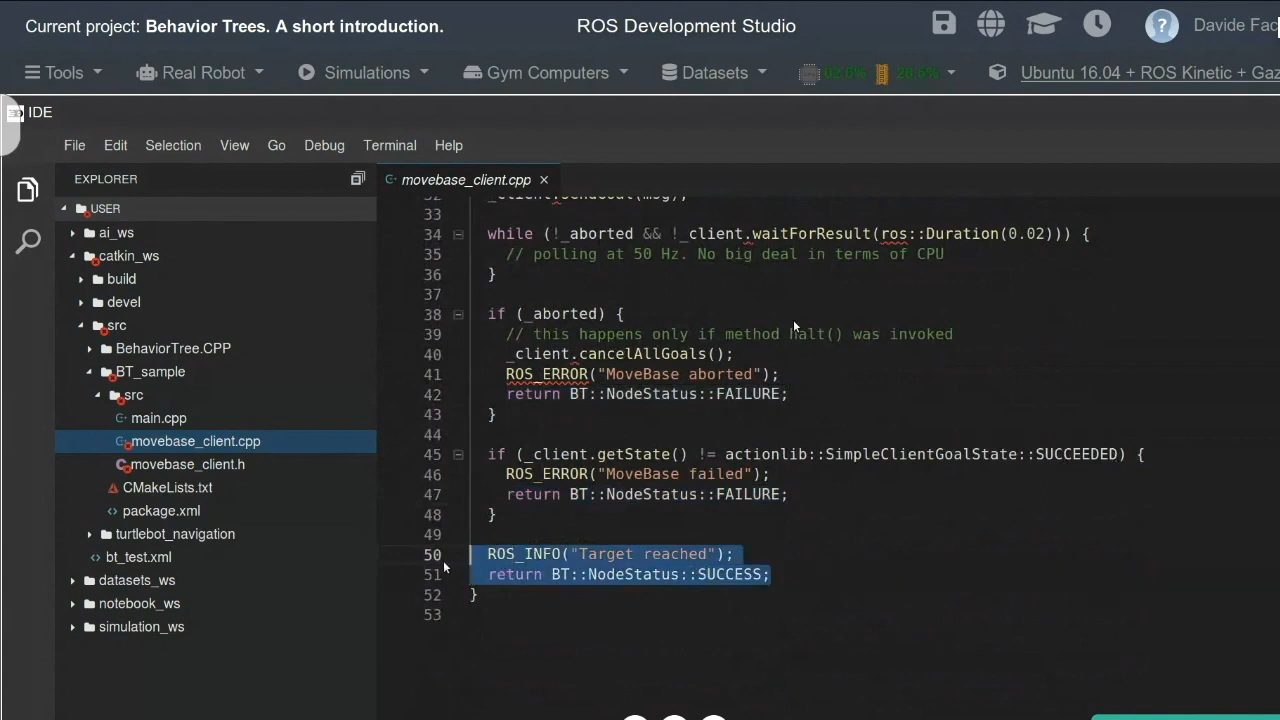 Current project: Behavior Trees. A short introduction.
ROS Development Studio
? Davide Fac
Tools
Real Robot
Simulations
Gym Computers
Datasets
Ubuntu 16.04 + ROS Kinetic + Gaz
IDE
File Edit Selection View Go Debug Terminal Help
EXPLORER
movebase_client.cpp ×
USER
ai_ws
catkin_ws
build
devel
src
BehaviorTree.CPP
BT_sample
src
main.cpp
movebase_client.cpp
movebase_client.h
CMakeLists.txt
package.xml
turtlebot_navigation
bt_test.xml
datasets_ws
notebook_ws
simulation_ws
32 _client.sendGoal(msg);
33
34 while (!_aborted && !_client.waitForResult(ros::Duration(0.02))) {
35 // polling at 50 Hz. No big deal in terms of CPU
36 }
37
38 if (_aborted) {
39 // this happens only if method halt() was invoked
40 _client.cancelAllGoals();
41 ROS_ERROR("MoveBase aborted");
42 return BT::NodeStatus::FAILURE;
43 }
44
45 if (_client.getState() != actionlib::SimpleClientGoalState::SUCCEEDED) {
46 ROS_ERROR("MoveBase failed");
47 return BT::NodeStatus::FAILURE;
48 }
49
50 ROS_INFO("Target reached");
51 return BT::NodeStatus::SUCCESS;
52 }
53